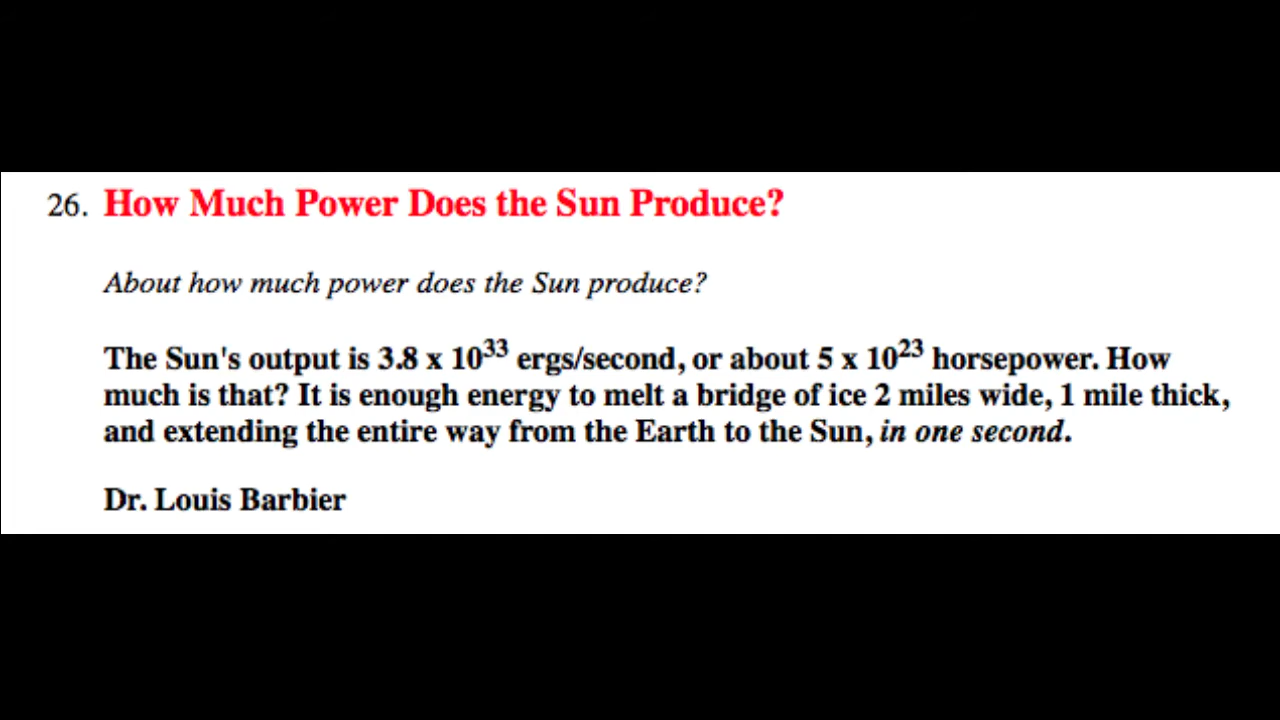 26. How Much Power Does the Sun Produce?
About how much power does the Sun produce?
The Sun's output is 3.8 x 10³³ ergs/second, or about 5 x 10²³ horsepower. How
much is that? It is enough energy to melt a bridge of ice 2 miles wide, 1 mile thick,
and extending the entire way from the Earth to the Sun, in one second.
Dr. Louis Barbier